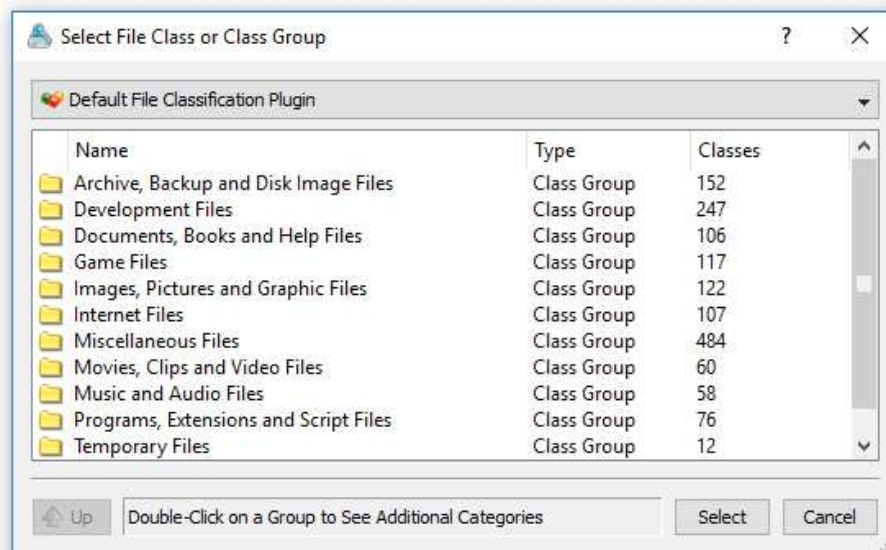 Select File Class or Class Group ?
Default File Classification Plugin
Name Type Classes
Archive, Backup and Disk Image Files Class Group 152
Development Files Class Group 247
Documents, Books and Help Files Class Group 106
Game Files Class Group 117
Images, Pictures and Graphic Files Class Group 122
Internet Files Class Group 107
Miscellaneous Files Class Group 484
Movies, Clips and Video Files Class Group 60
Music and Audio Files Class Group 58
Programs, Extensions and Script Files Class Group 76
Temporary Files Class Group 12
Up Double-Click on a Group to See Additional Categories Select Cancel